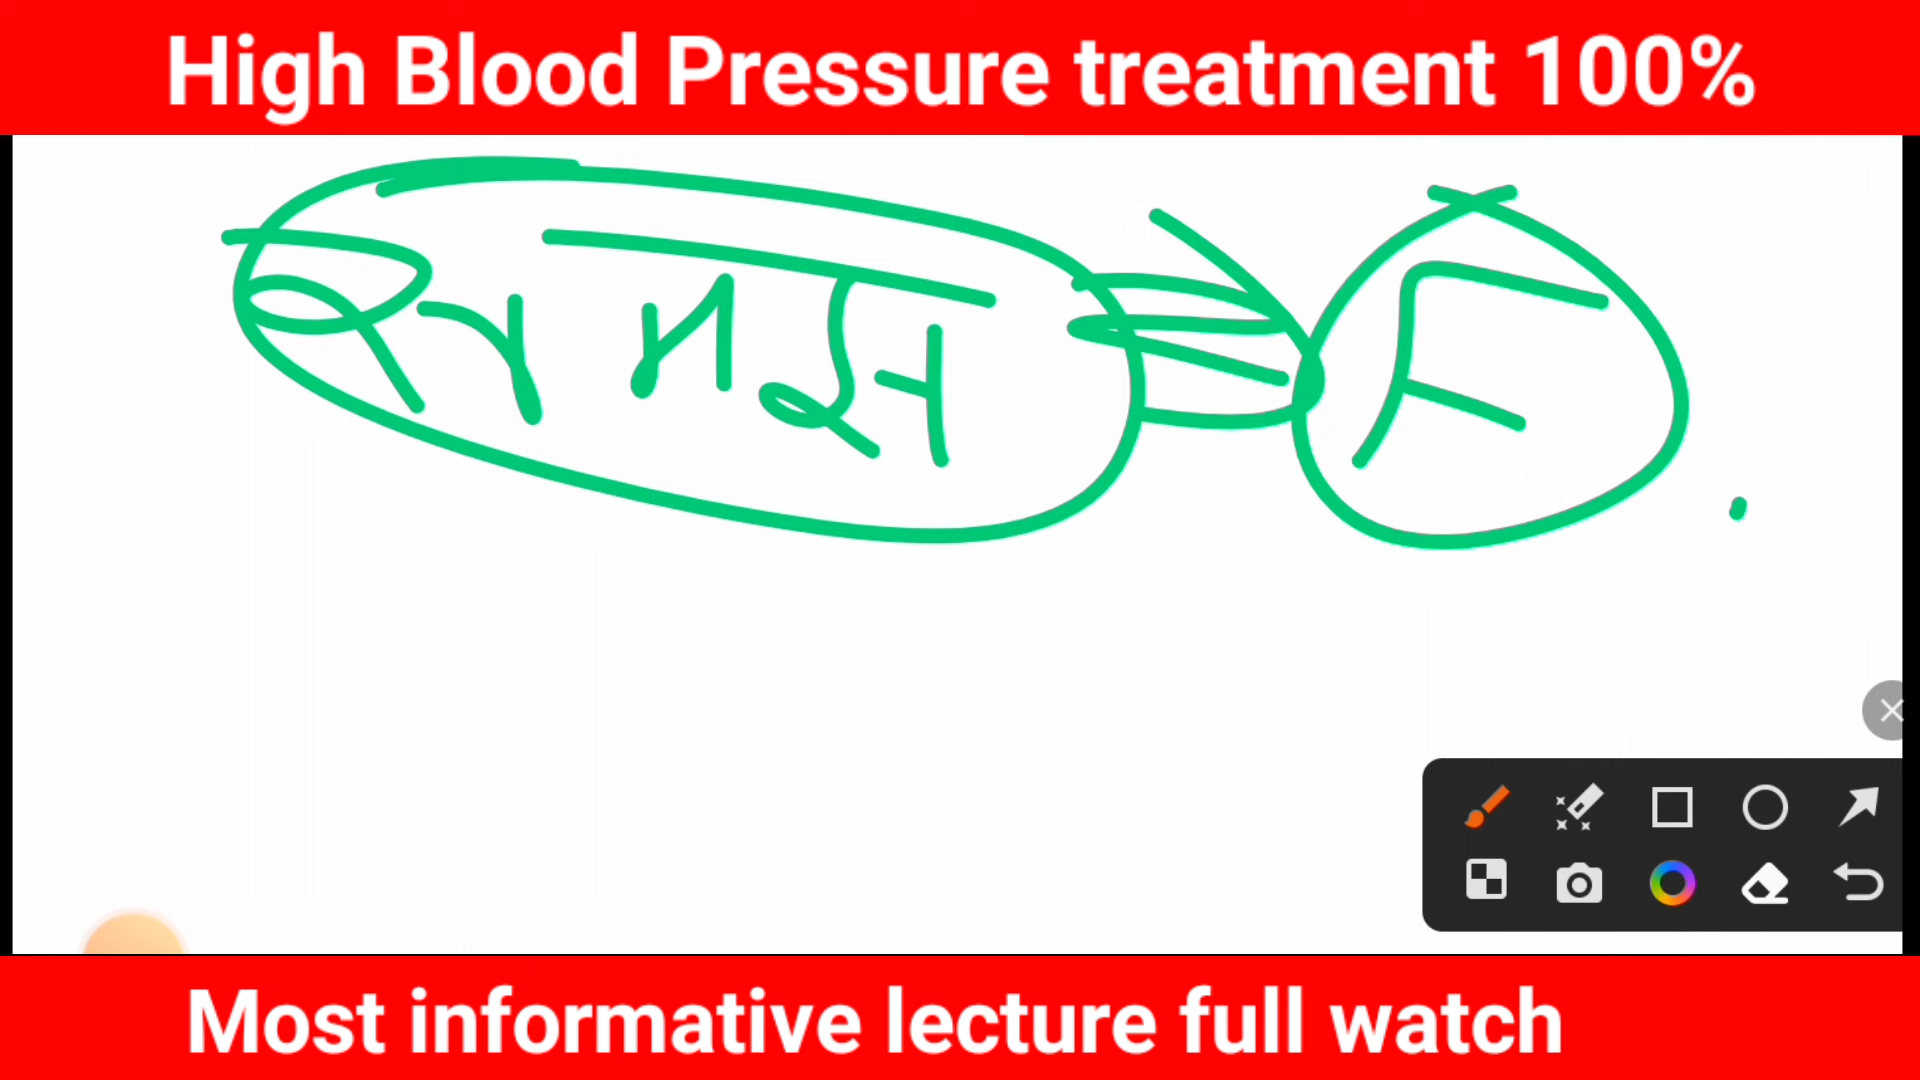 High Blood Pressure treatment 100%
F
Most informative lecture full watch